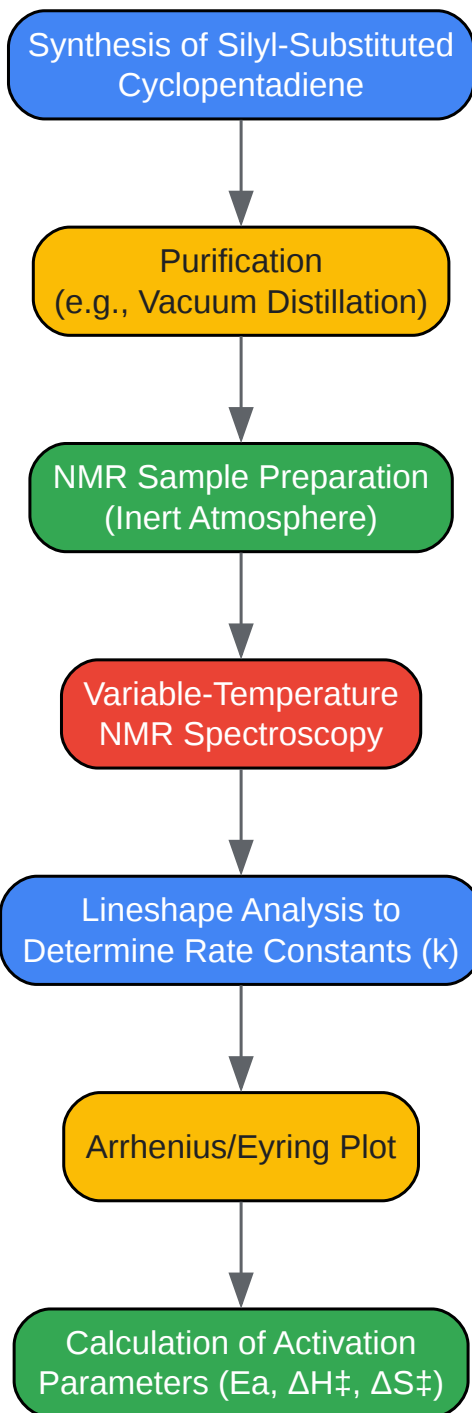 Synthesis of Silyl-Substituted
Cyclopentadiene
Purification
(e.g., Vacuum Distillation)
NMR Sample Preparation
(Inert Atmosphere)
Variable-Temperature
NMR Spectroscopy
Lineshape Analysis to
Determine Rate Constants (k)
Arrhenius/Eyring Plot
Calculation of Activation
Parameters (Ea, ΔH‡, ΔS‡)